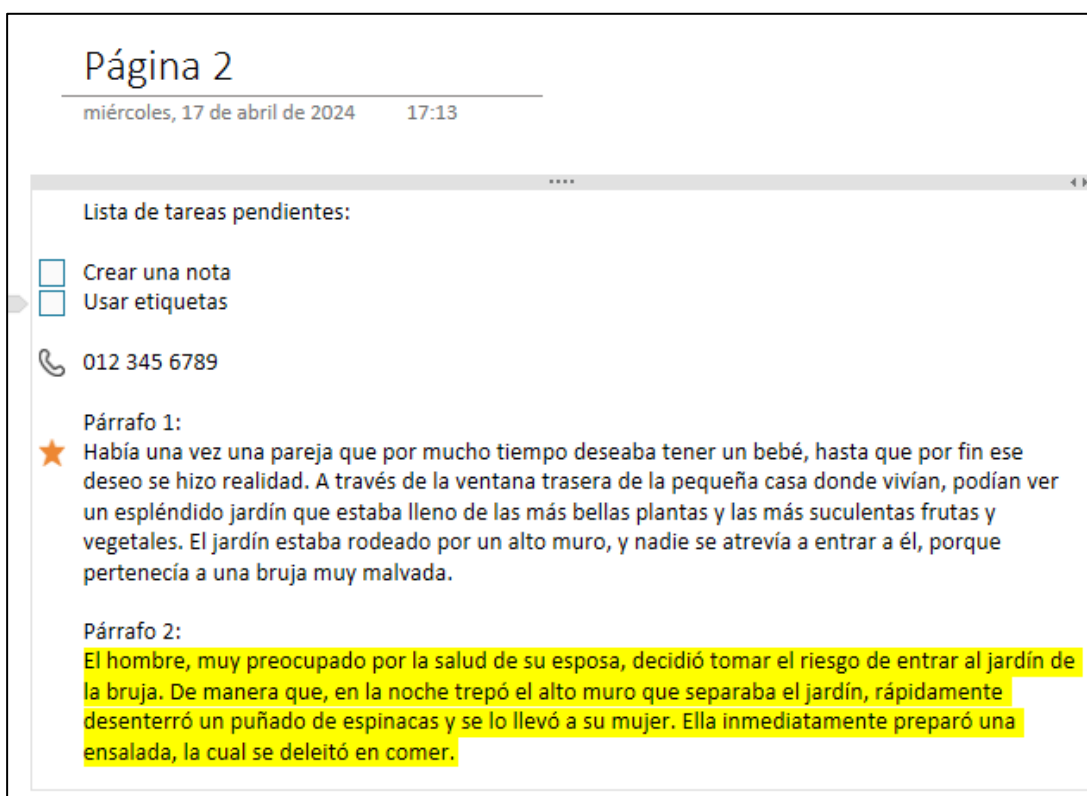 Página 2
miércoles, 17 de abril de 2024 17:13
Lista de tareas pendientes:
Crear una nota
Usar etiquetas
012 345 6789
Párrafo 1:
Había una vez una pareja que por mucho tiempo deseaba tener un bebé, hasta que por fin ese
deseo se hizo realidad. A través de la ventana trasera de la pequeña casa donde vivían, podían ver
un espléndido jardín que estaba lleno de las más bellas plantas y las más suculentas frutas y
vegetales. El jardín estaba rodeado por un alto muro, y nadie se atrevía a entrar a él, porque
pertenecía a una bruja muy malvada.
Párrafo 2:
El hombre, muy preocupado por la salud de su esposa, decidió tomar el riesgo de entrar al jardín de
la bruja. De manera que, en la noche trepó el alto muro que separaba el jardín, rápidamente
desenterró un puñado de espinacas y se lo llevó a su mujer. Ella inmediatamente preparó una
ensalada, la cual se deleitó en comer.